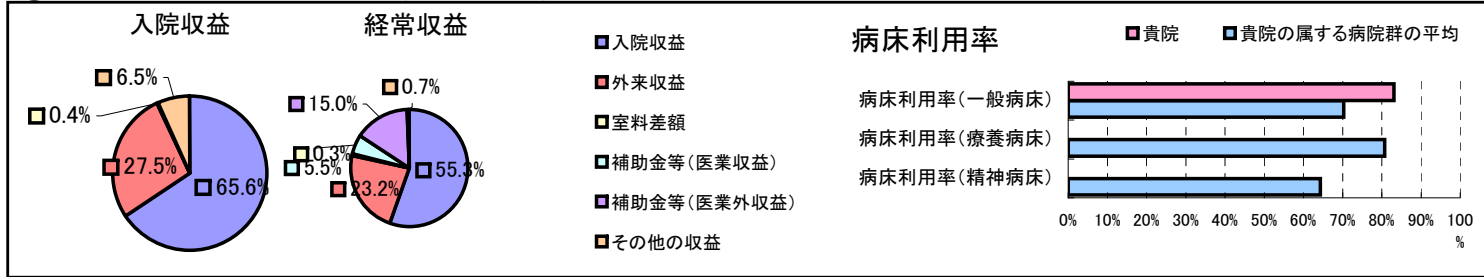 入院収益
6.5%
0.4%
27.5%
65.6%
経常収益
0.7%
15.0%
0.3%
5.5%
23.2%
55.3%
入院収益
外来収益
室料差額
補助金等(医業収益)
補助金等(医業外収益)
その他の収益
病床利用率
貴院
貴院の属する病院群の平均
病床利用率(一般病床)
病床利用率(療養病床)
病床利用率(精神病床)
0% 10% 20% 30% 40% 50% 60% 70% 80% 90% 100
%